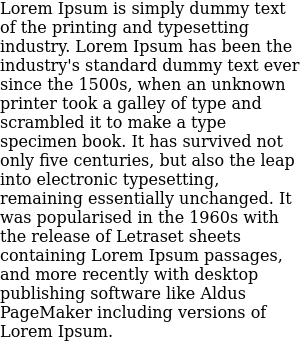 Lorem Ipsum is simply dummy text
of the printing and typesetting
industry. Lorem Ipsum has been the
industry's standard dummy text ever
since the 1500s, when an unknown
printer took a galley of type and
scrambled it to make a type
specimen book. It has survived not
only five centuries, but also the leap
into electronic typesetting,
remaining essentially unchanged. It
was popularised in the 1960s with
the release of Letraset sheets
containing Lorem Ipsum passages,
and more recently with desktop
publishing software like Aldus
PageMaker including versions of
Lorem Ipsum.